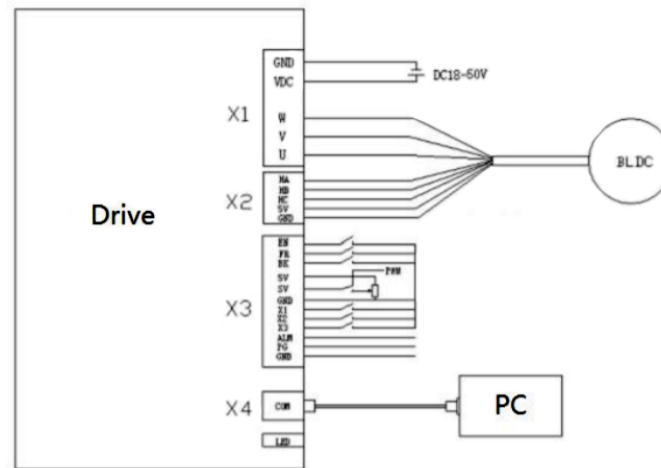 GND
VDC
DC18-50V
X1
W
V
U
BLDC
X2
HA
HB
HC
5V
GND
Drive
EN
FR
BK
PWM
5V
SV
GND
X3
X1
X2
X3
ALM
PG
GND
X4
COM
PC
LED